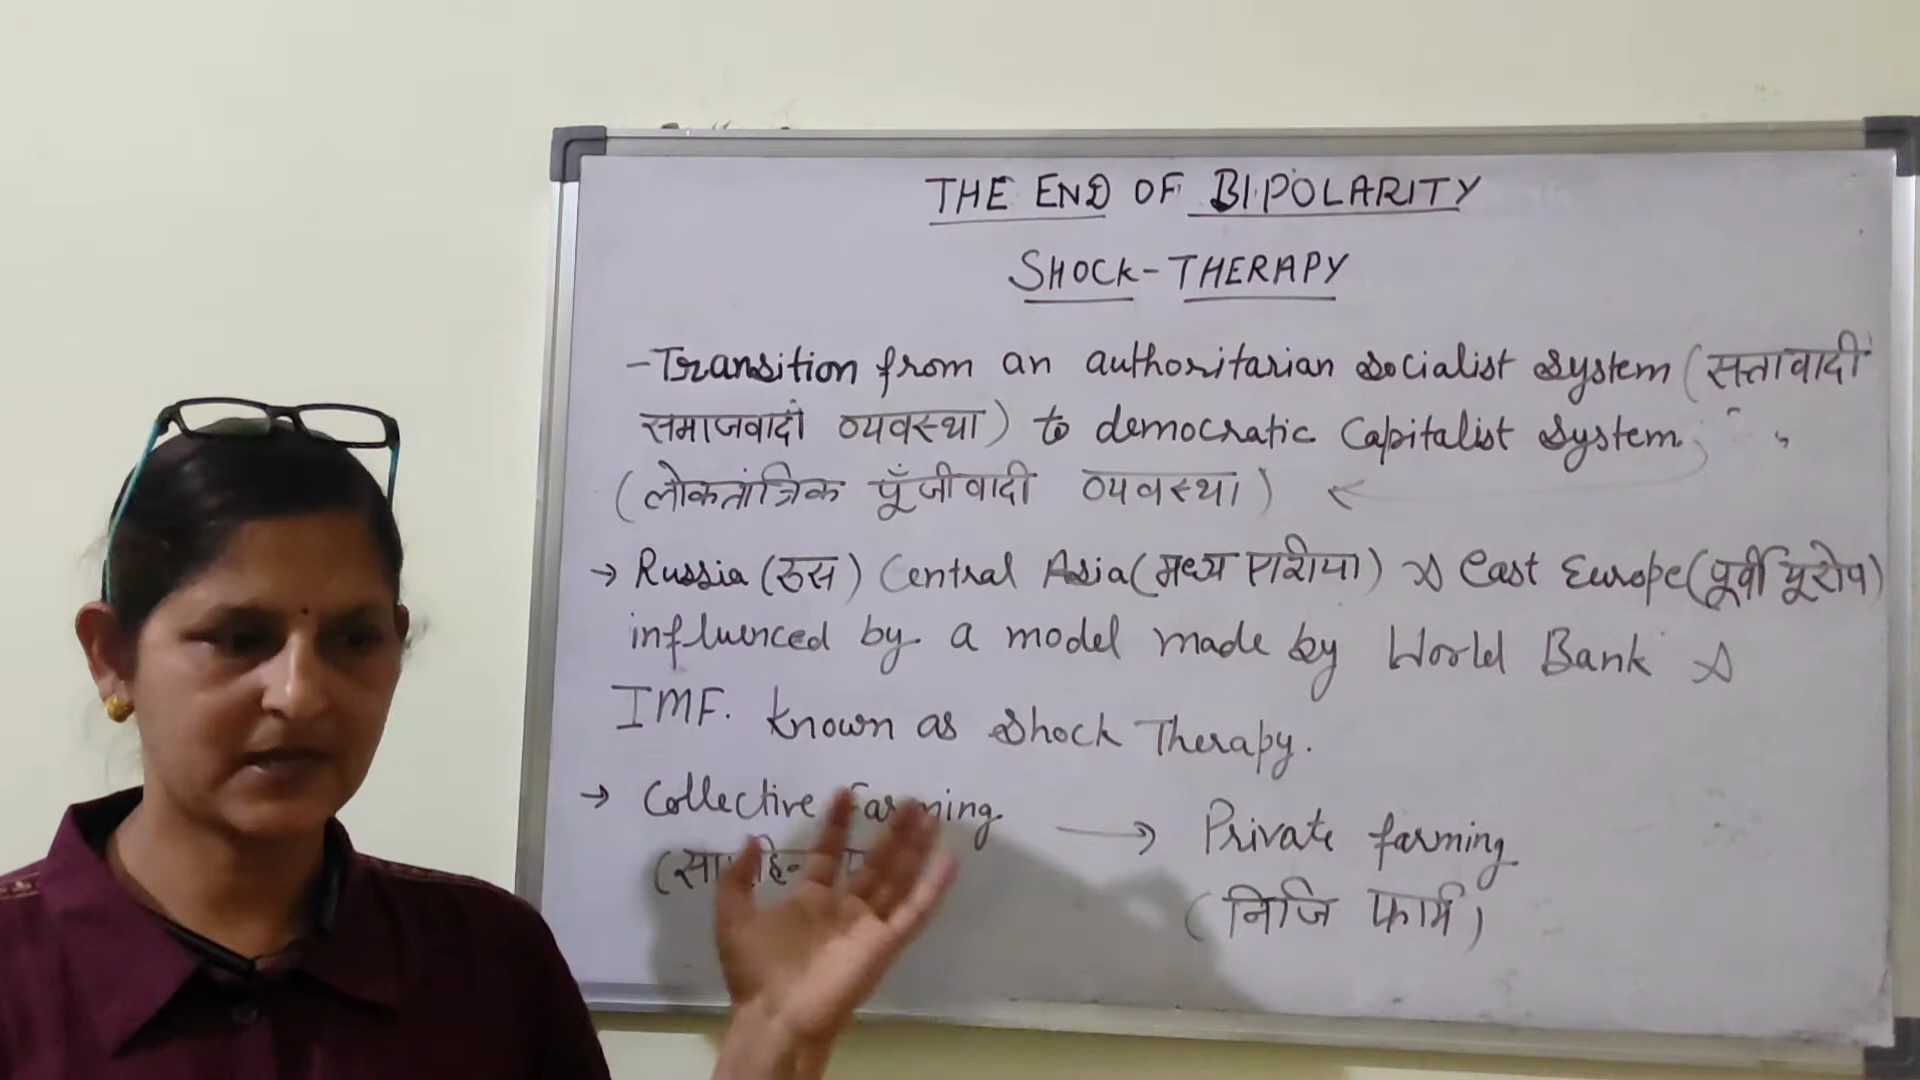 THE END OF BIPOLARITY
SHOCK-THERAPY
-Transition from an authoritarian socialist system (सत्तावादी
समाजवादी व्यवस्था) to democratic Capitalist system
(लोकतांत्रिक पूँजीवादी व्यवस्था)
→ Russia (रुस) Central Asia (मध्य एशिया) & East Europe (पूर्वी यूरोप)
influenced by a model made by World Bank &
IMF. known as shock Therapy.
→ Collective Farming → Private farming
(निजि फार्म)